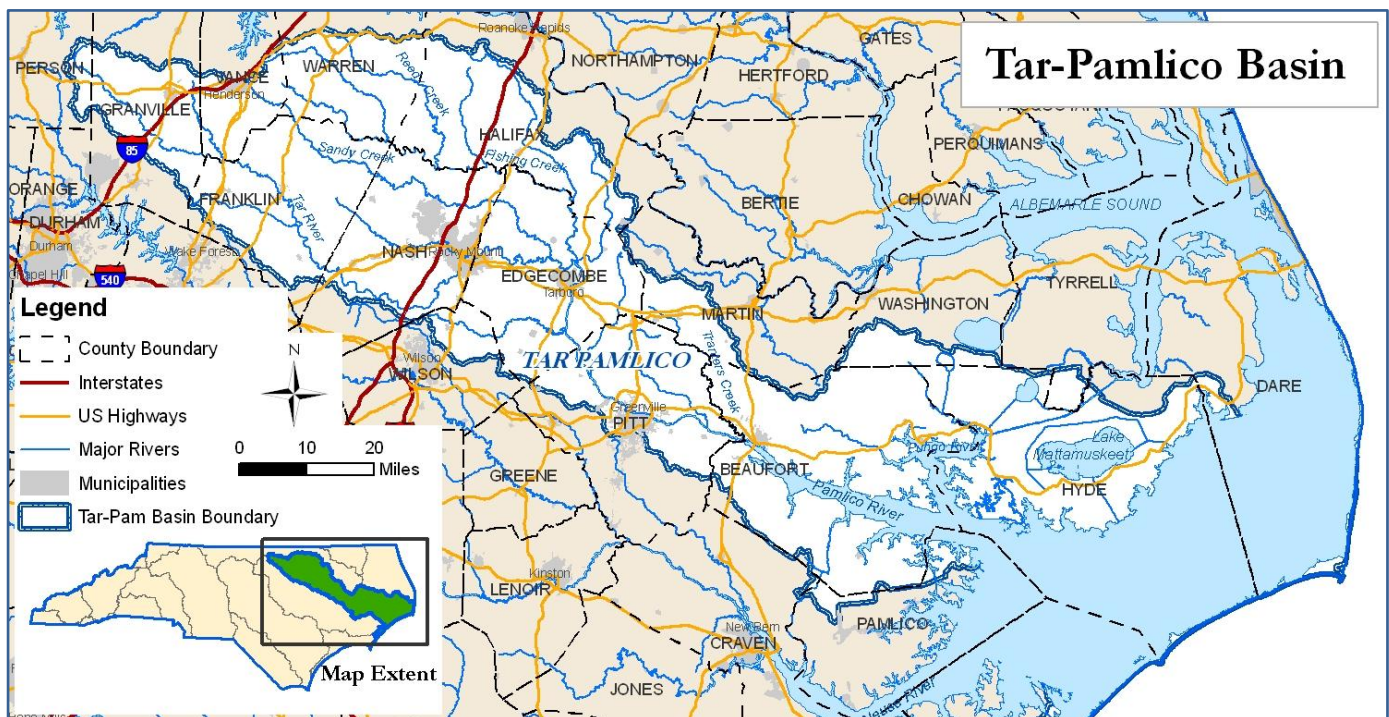 Tar-Pamlico Basin
Roanoke Rapids
GATES
PERSON
VANCE
WARREN
NORTHAMPTON
HERTFORD
Henderson
Reed Creek
GRANVILLE
HALIFAX
85
Sandy Creek
Fishing Creek
PERQUIMANS
ORANGE
FRANKLIN
BERTIE
CHOWAN
ALBEMARLE SOUND
DURHAM
Durham
Tar River
Wake Forest
NASH
Rocky Mount
Chapel Hill
540
EDGECOMBE
Tarboro
TYRRELL
WASHINGTON
MARTIN
Legend
County Boundary
Interstates
US Highways
Major Rivers
Municipalities
Tar-Pam Basin Boundary
N
0 10 20
Miles
Wilson
WILSON
TAR PAMLICO
Tranters Creek
DARE
Greenville
PITT
Lake
Mattamuskeet
Pungo River
GREENE
BEAUFORT
HYDE
Pamlico River
Kinston
LENOIR
New Bern
CRAVEN
PAMLICO
JONES
Neuse River
Map Extent